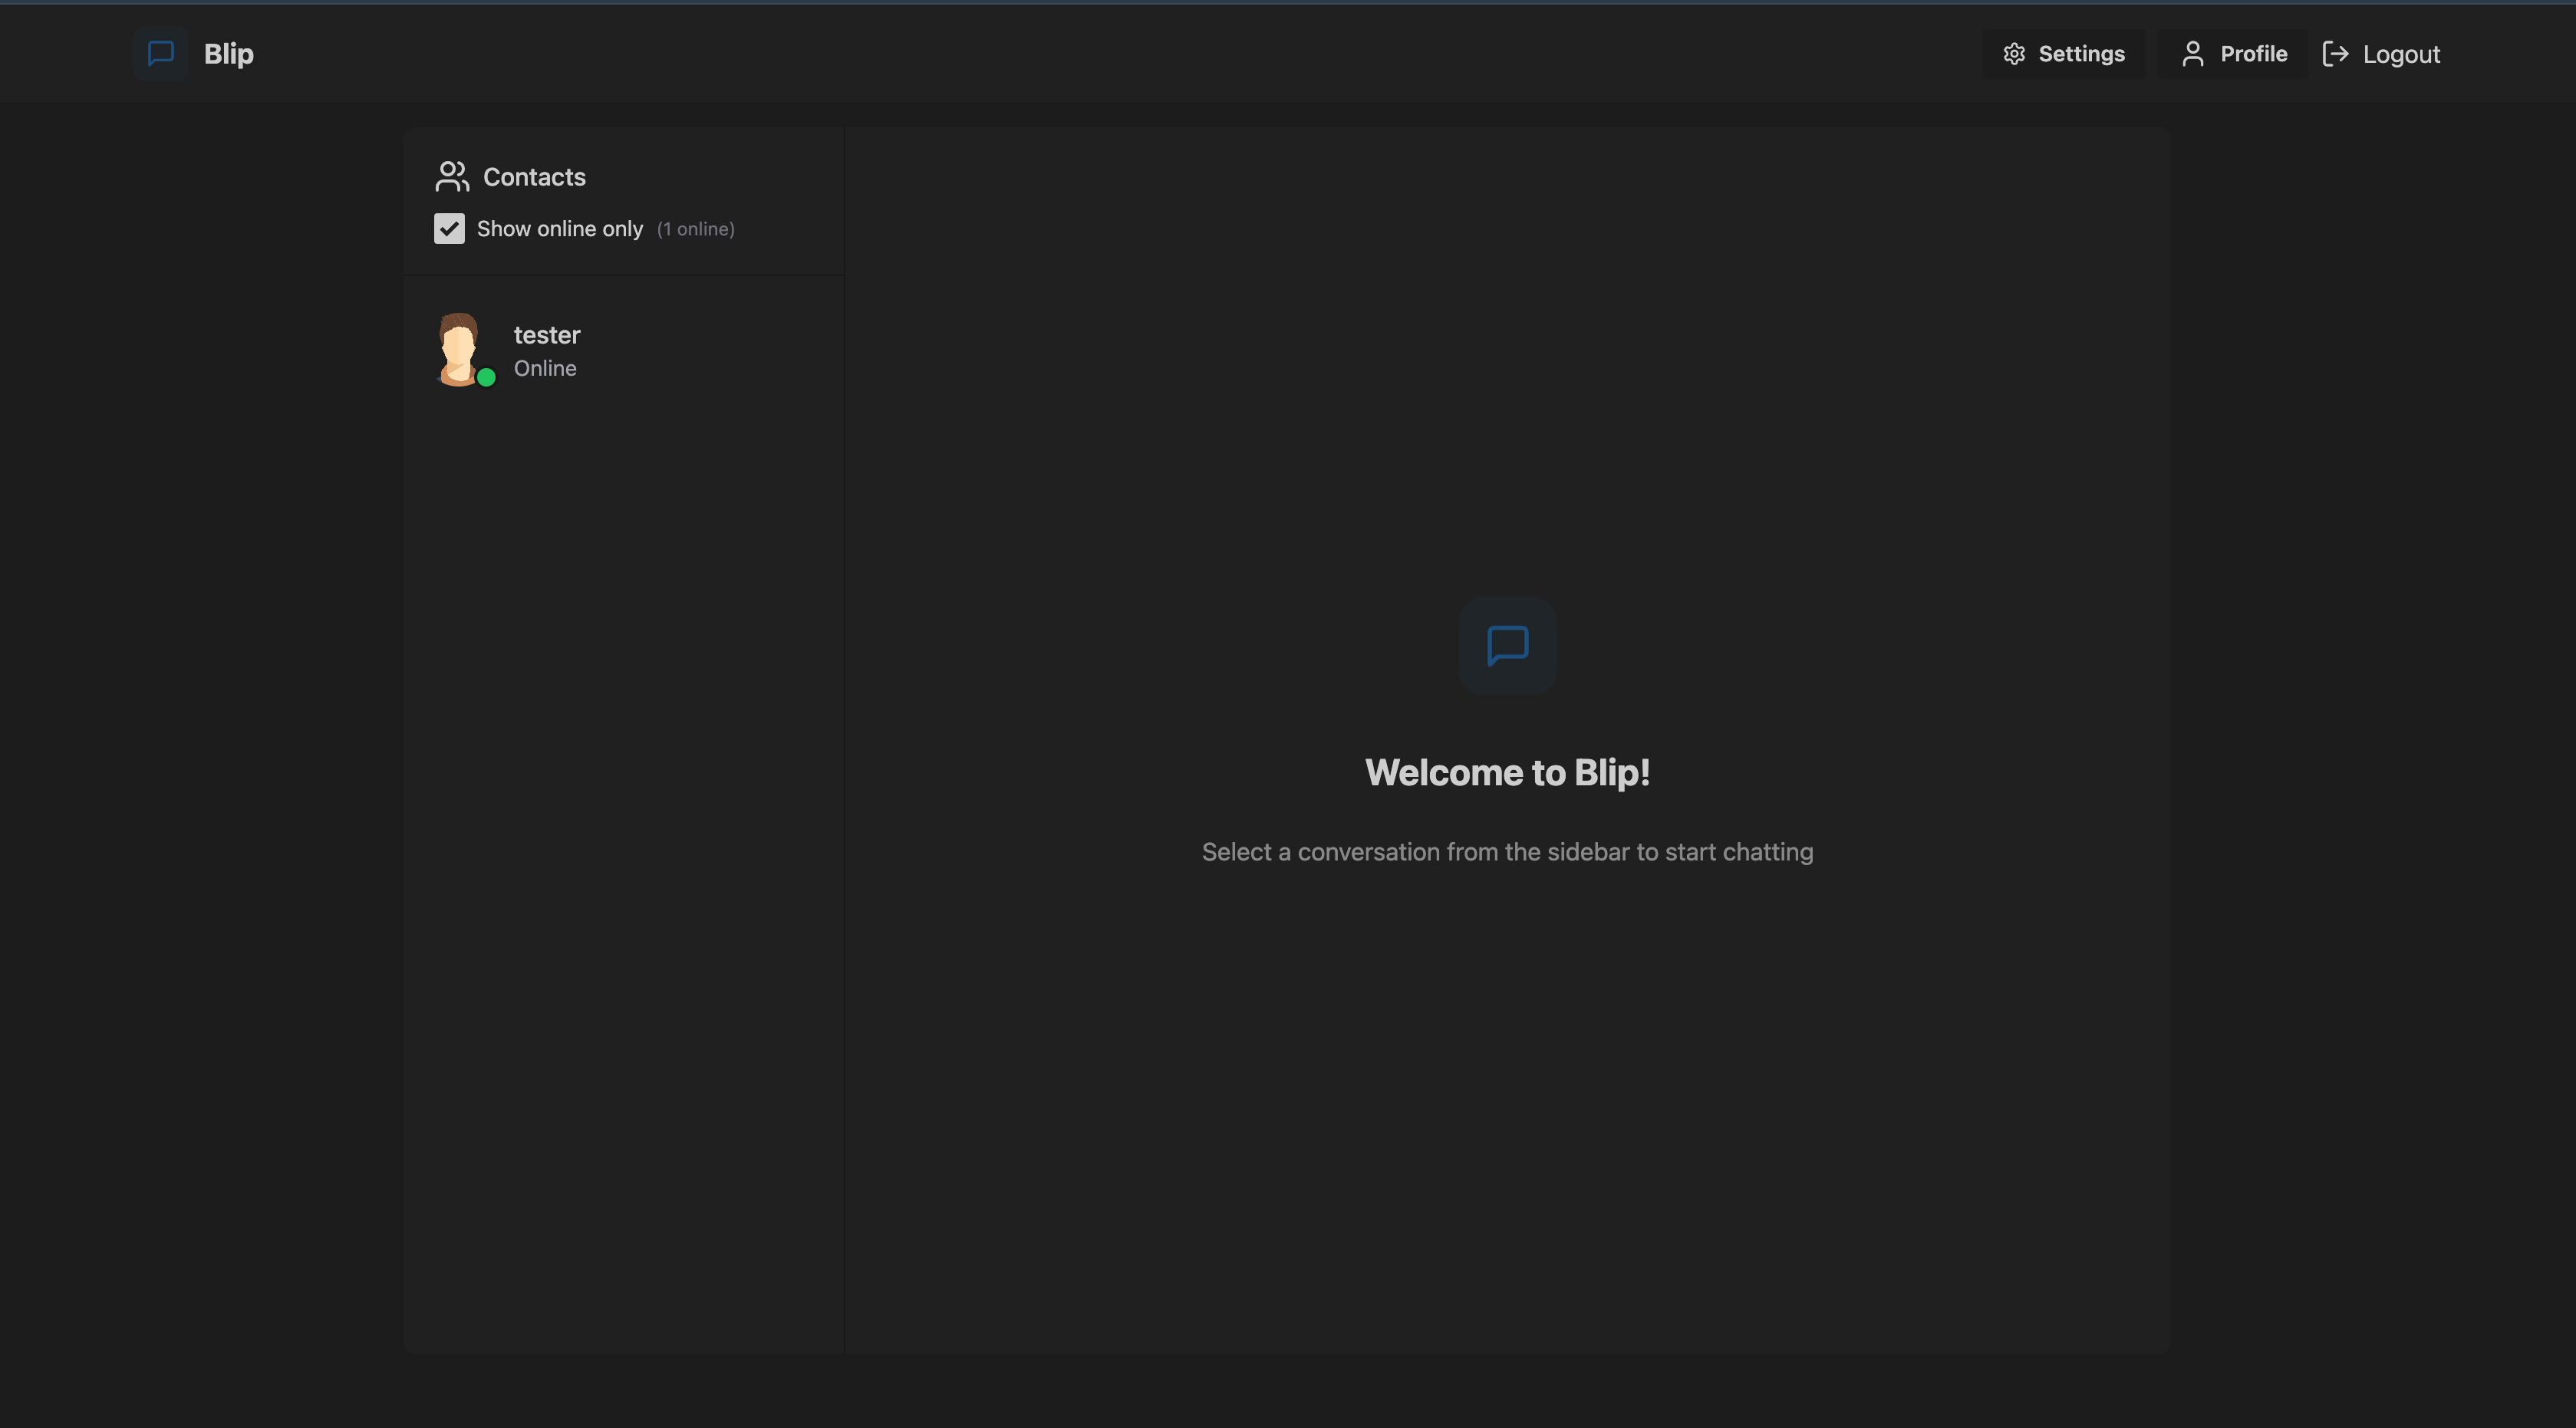 Blip
Settings
Profile
Logout
Contacts
Show online only (1 online)
tester
Online
Welcome to Blip!
Select a conversation from the sidebar to start chatting